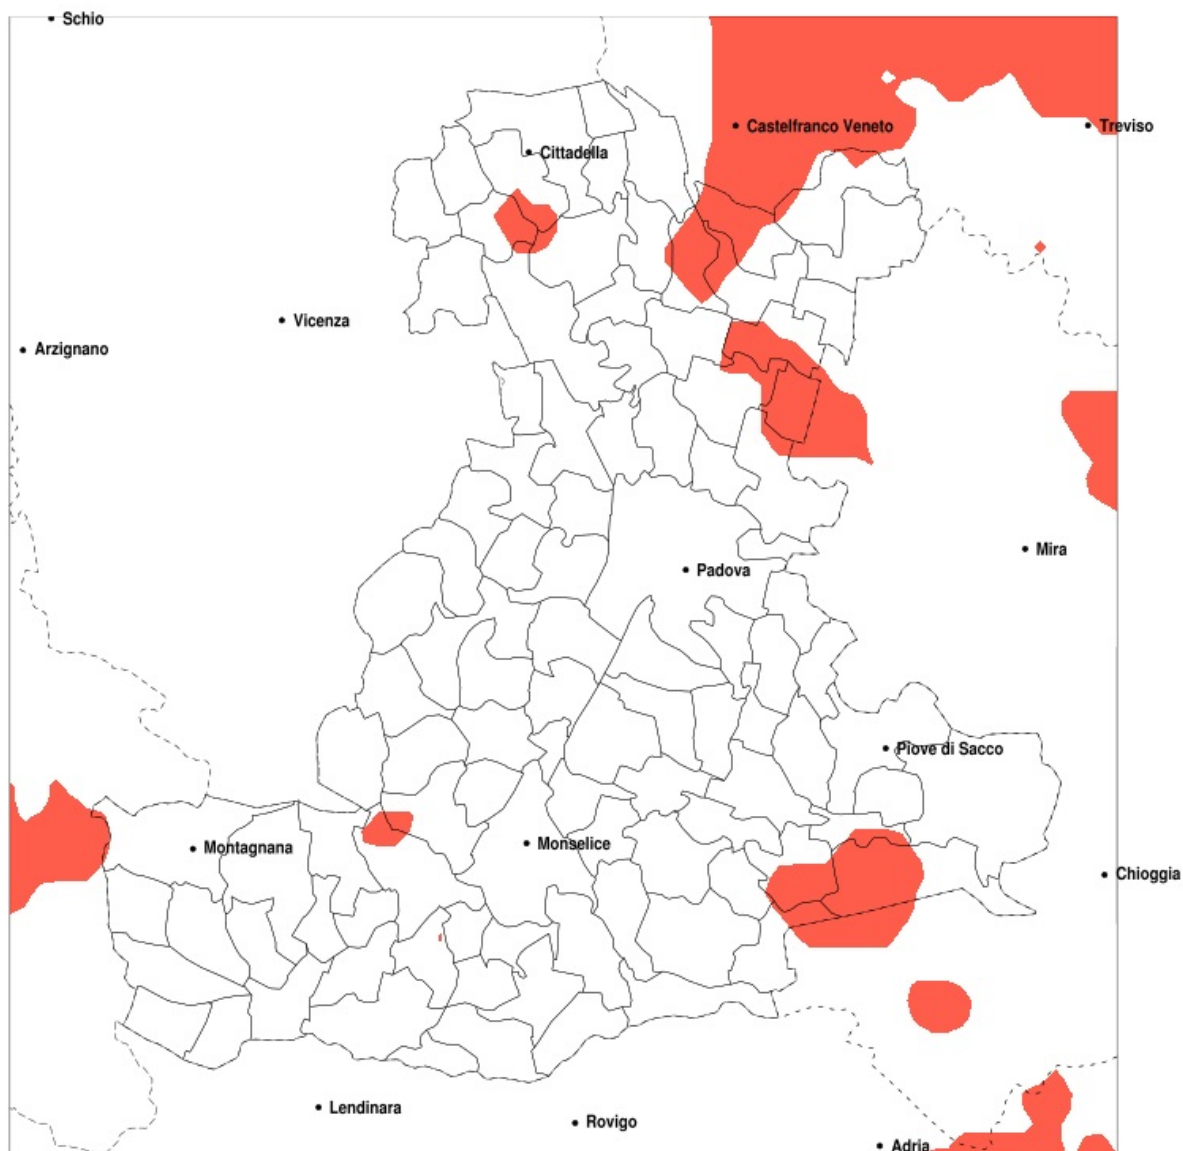 Schio
Castelfranco Veneto
Treviso
Cittadella
Vicenza
Arzignano
Mira
Padova
Piove di Sacco
Montagnana
Monselice
Chioggia
Lendinara
Rovigo
Adria